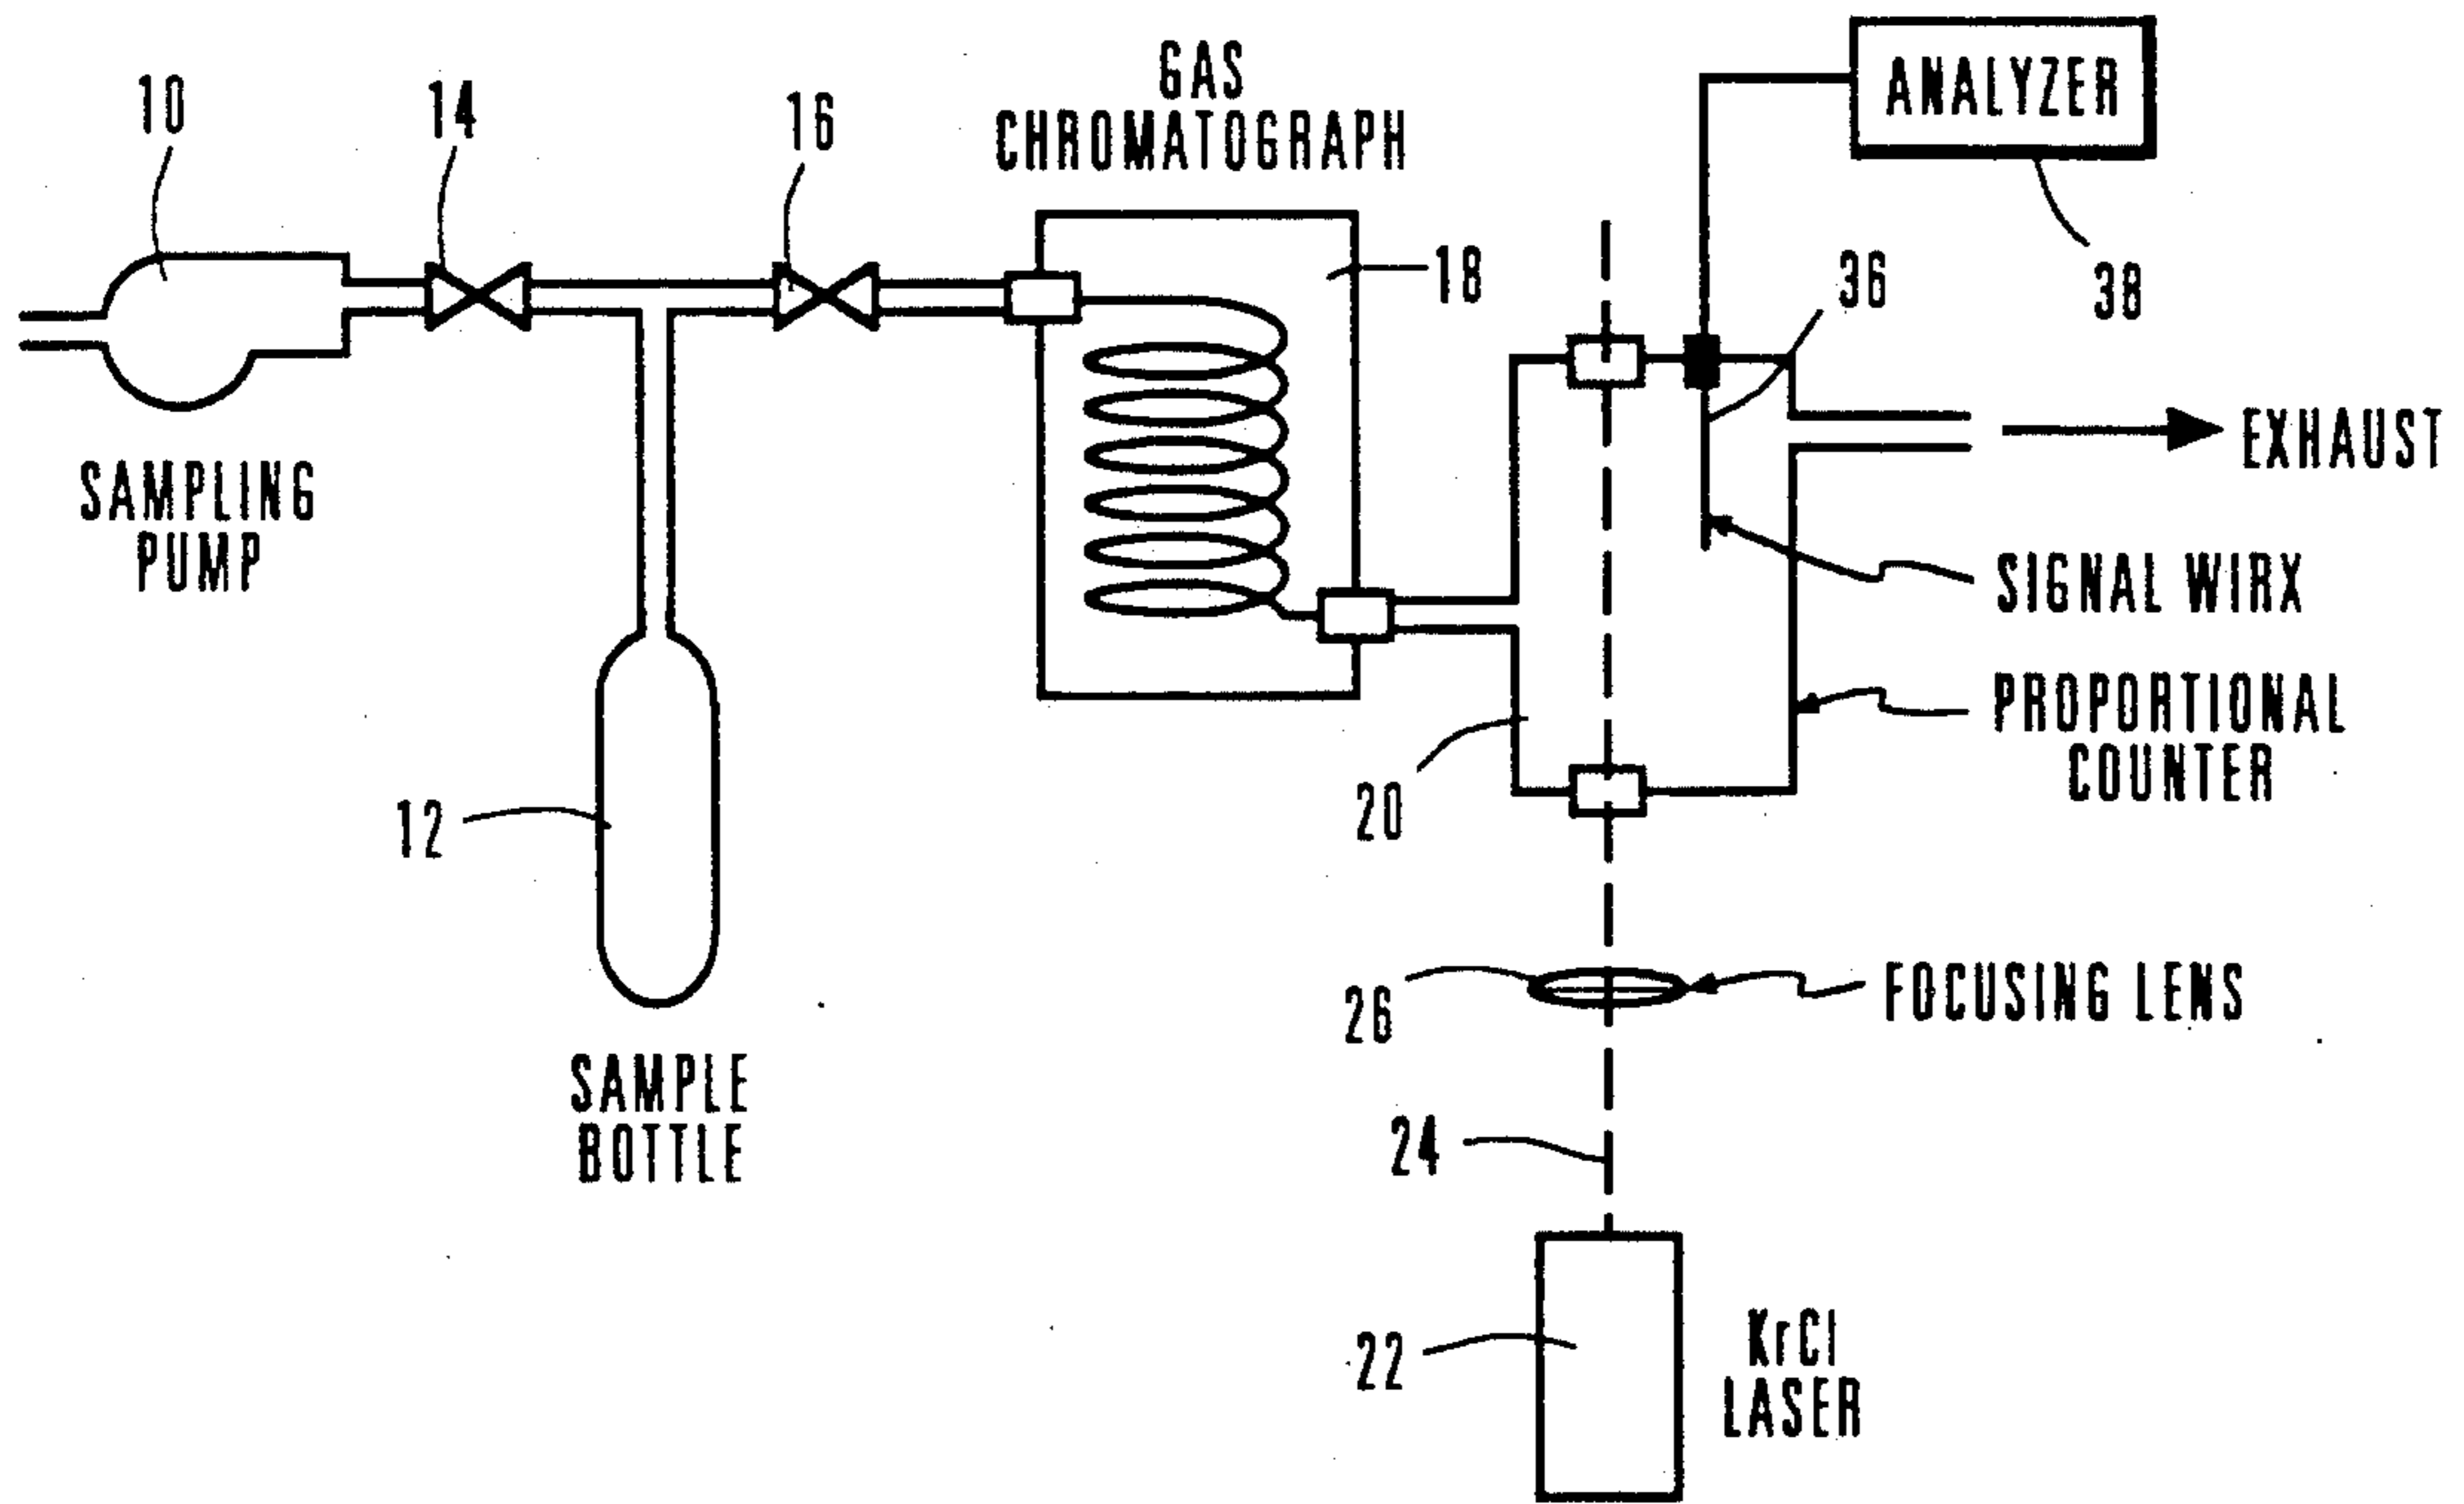 10
14
16
GAS
CHROMATOGRAPH
ANALYZER
18
36
38
EXHAUST
SAMPLING
PUMP
SIGNAL WIRX
PROPORTIONAL
COUNTER
20
12
26
FOCUSING LENS
SAMPLE
BOTTLE
24
22
KrCl
LASER